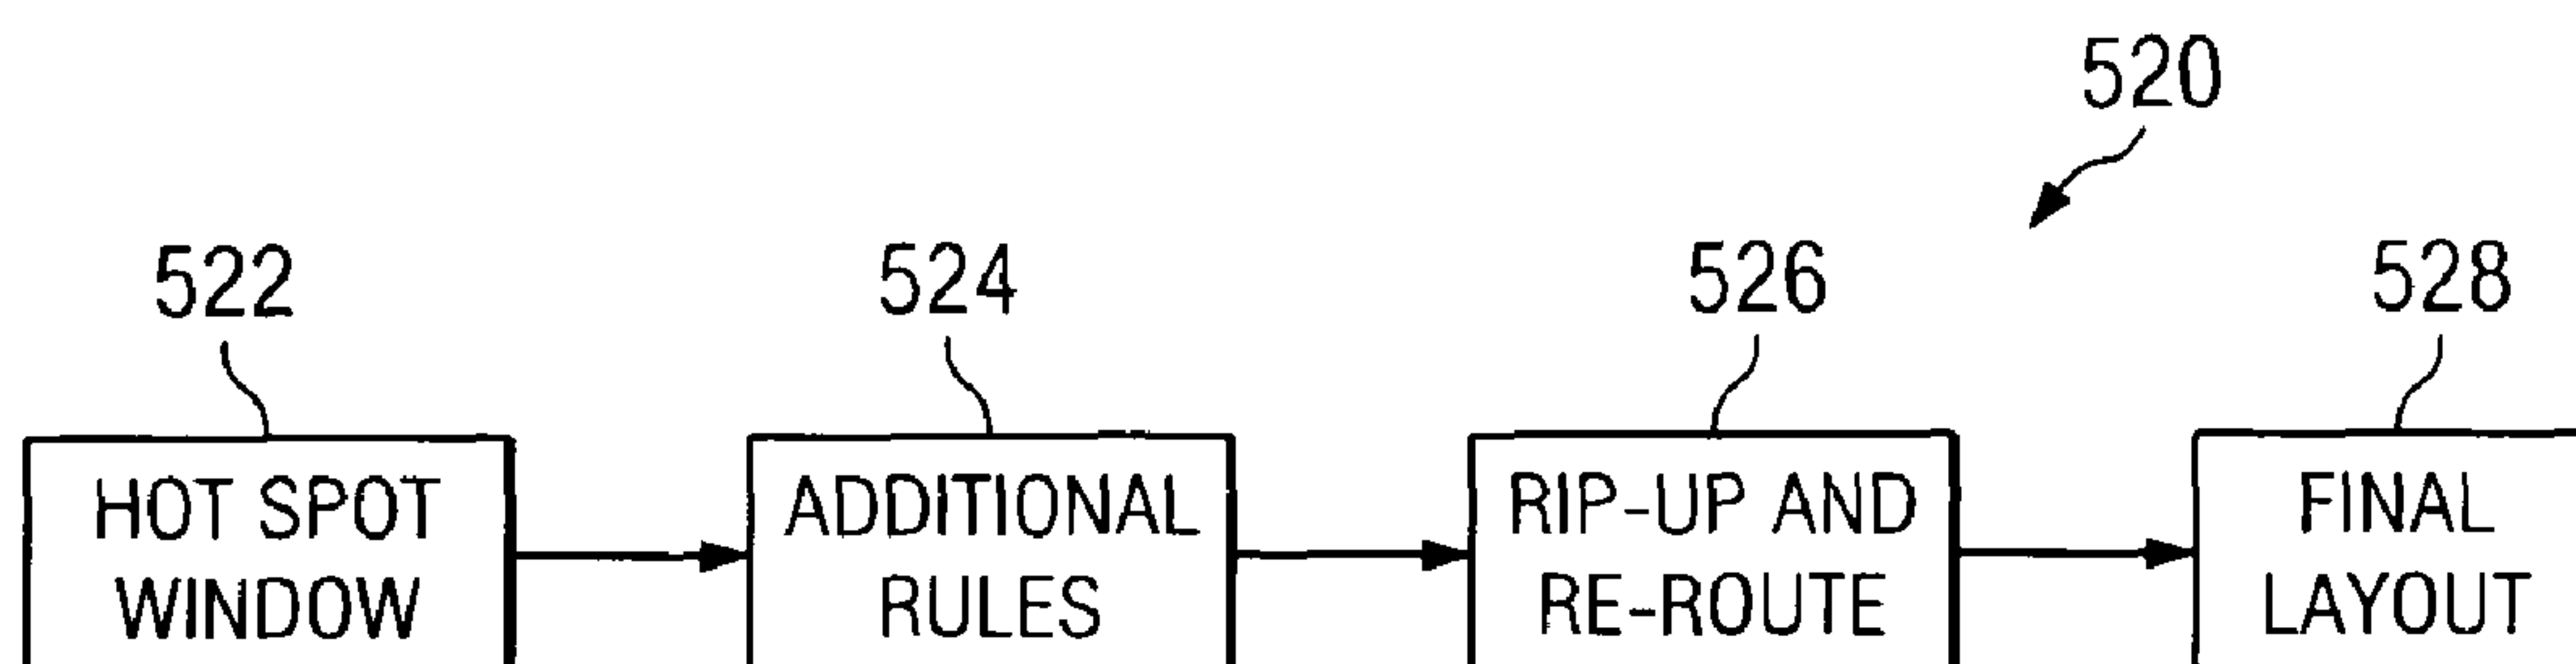 520
522
524
526
528
HOT SPOT
WINDOW
ADDITIONAL
RULES
RIP-UP AND
RE-ROUTE
FINAL
LAYOUT